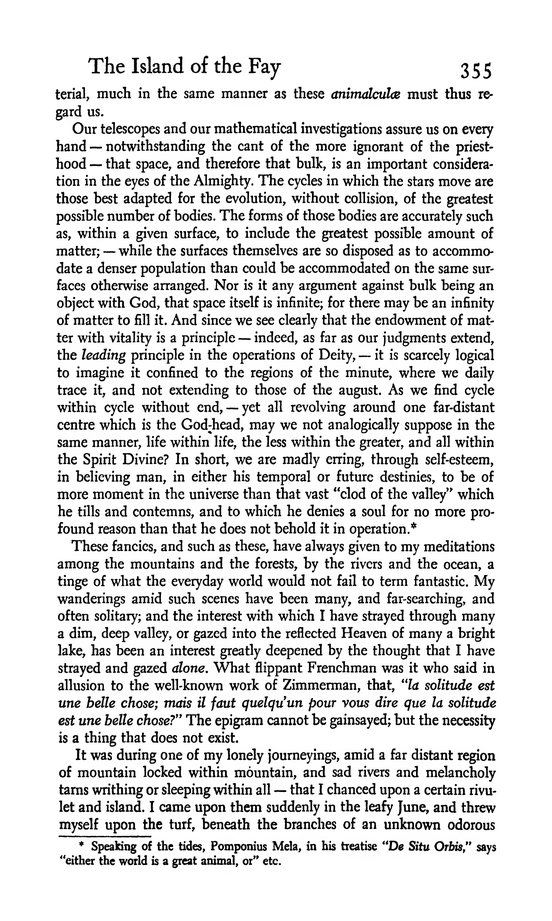 The Island of the Fay 355
terial, much in the same manner as these animalculæ must thus re-
gard us.
Our telescopes and our mathematical investigations assure us on every
hand — notwithstanding the cant of the more ignorant of the priest-
hood — that space, and therefore that bulk, is an important considera-
tion in the eyes of the Almighty. The cycles in which the stars move are
those best adapted for the evolution, without collision, of the greatest
possible number of bodies. The forms of those bodies are accurately such
as, within a given surface, to include the greatest possible amount of
matter; — while the surfaces themselves are so disposed as to accommo-
date a denser population than could be accommodated on the same sur-
faces otherwise arranged. Nor is it any argument against bulk being an
object with God, that space itself is infinite; for there may be an infinity
of matter to fill it. And since we see clearly that the endowment of mat-
ter with vitality is a principle — indeed, as far as our judgments extend,
the leading principle in the operations of Deity, — it is scarcely logical
to imagine it confined to the regions of the minute, where we daily
trace it, and not extending to those of the august. As we find cycle
within cycle without end, — yet all revolving around one far-distant
centre which is the God-head, may we not analogically suppose in the
same manner, life within life, the less within the greater, and all within
the Spirit Divine? In short, we are madly erring, through self-esteem,
in believing man, in either his temporal or future destinies, to be of
more moment in the universe than that vast "clod of the valley" which
he tills and contemns, and to which he denies a soul for no more pro-
found reason than that he does not behold it in operation.*
These fancies, and such as these, have always given to my meditations
among the mountains and the forests, by the rivers and the ocean, a
tinge of what the everyday world would not fail to term fantastic. My
wanderings amid such scenes have been many, and far-searching, and
often solitary; and the interest with which I have strayed through many
a dim, deep valley, or gazed into the reflected Heaven of many a bright
lake, has been an interest greatly deepened by the thought that I have
strayed and gazed alone. What flippant Frenchman was it who said in
allusion to the well-known work of Zimmerman, that, "la solitude est
une belle chose; mais il faut quelqu'un pour vous dire que la solitude
est une belle chose?" The epigram cannot be gainsayed; but the necessity
is a thing that does not exist.
It was during one of my lonely journeyings, amid a far distant region
of mountain locked within mountain, and sad rivers and melancholy
tarns writhing or sleeping within all — that I chanced upon a certain rivu-
let and island. I came upon them suddenly in the leafy June, and threw
myself upon the turf, beneath the branches of an unknown odorous
* Speaking of the tides, Pomponius Mela, in his treatise "De Situ Orbis," says
"either the world is a great animal, or" etc.